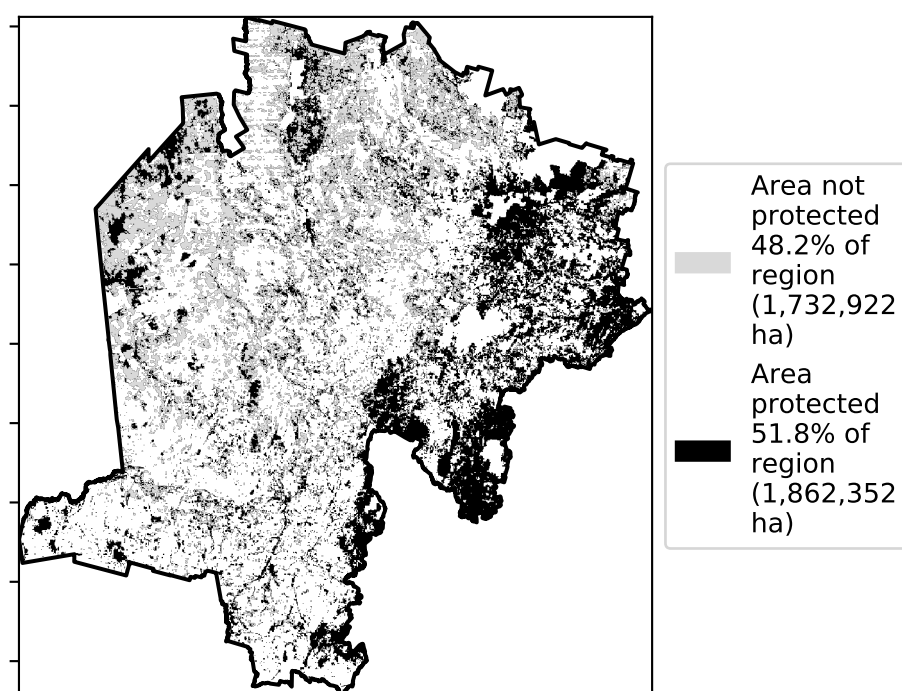 Area not
protected
48.2% of
region
(1,732,922
ha)
Area
protected
51.8% of
region
(1,862,352
ha)